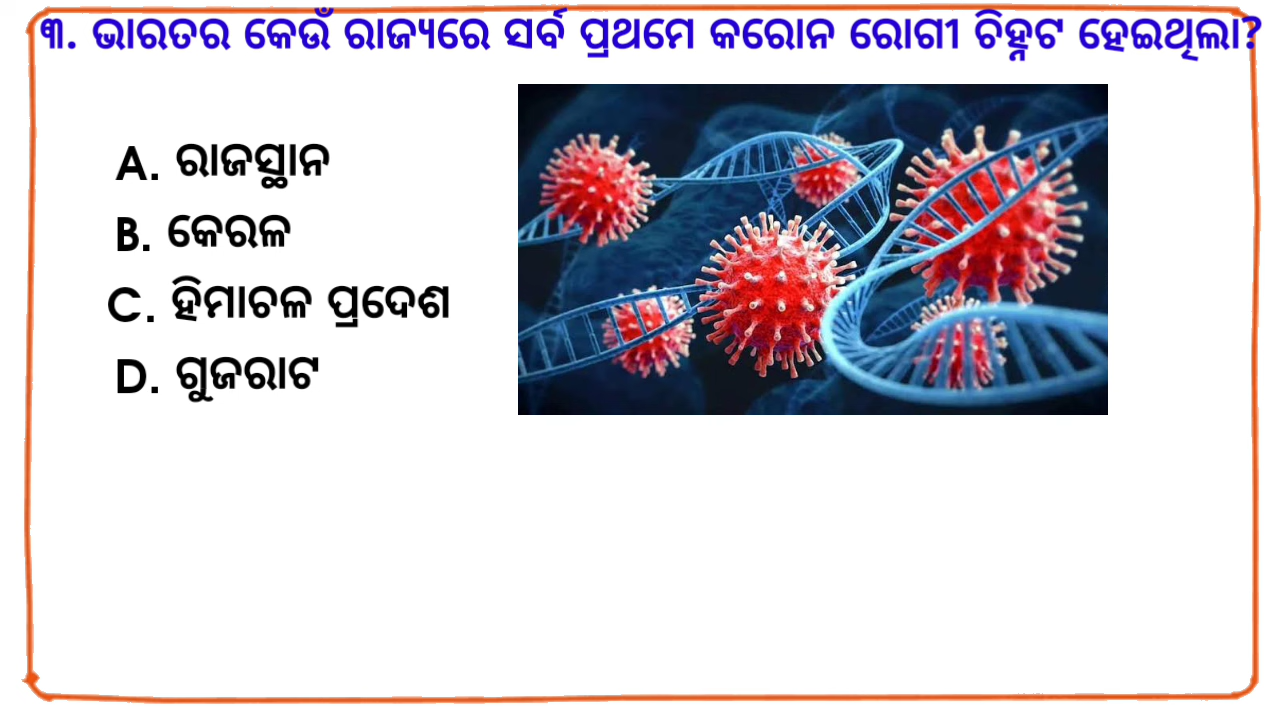 ୩. ଭାରତର କେଉଁ ରାଜ୍ୟରେ ସର୍ବ ପ୍ରଥମେ କରୋନ ରୋଗୀ ଚିହ୍ନଟ ହେଇଥିଲା?
A. ରାଜସ୍ଥାନ
B. କେରଳ
C. ହିମାଚଳ ପ୍ରଦେଶ
D. ଗୁଜରାଟ